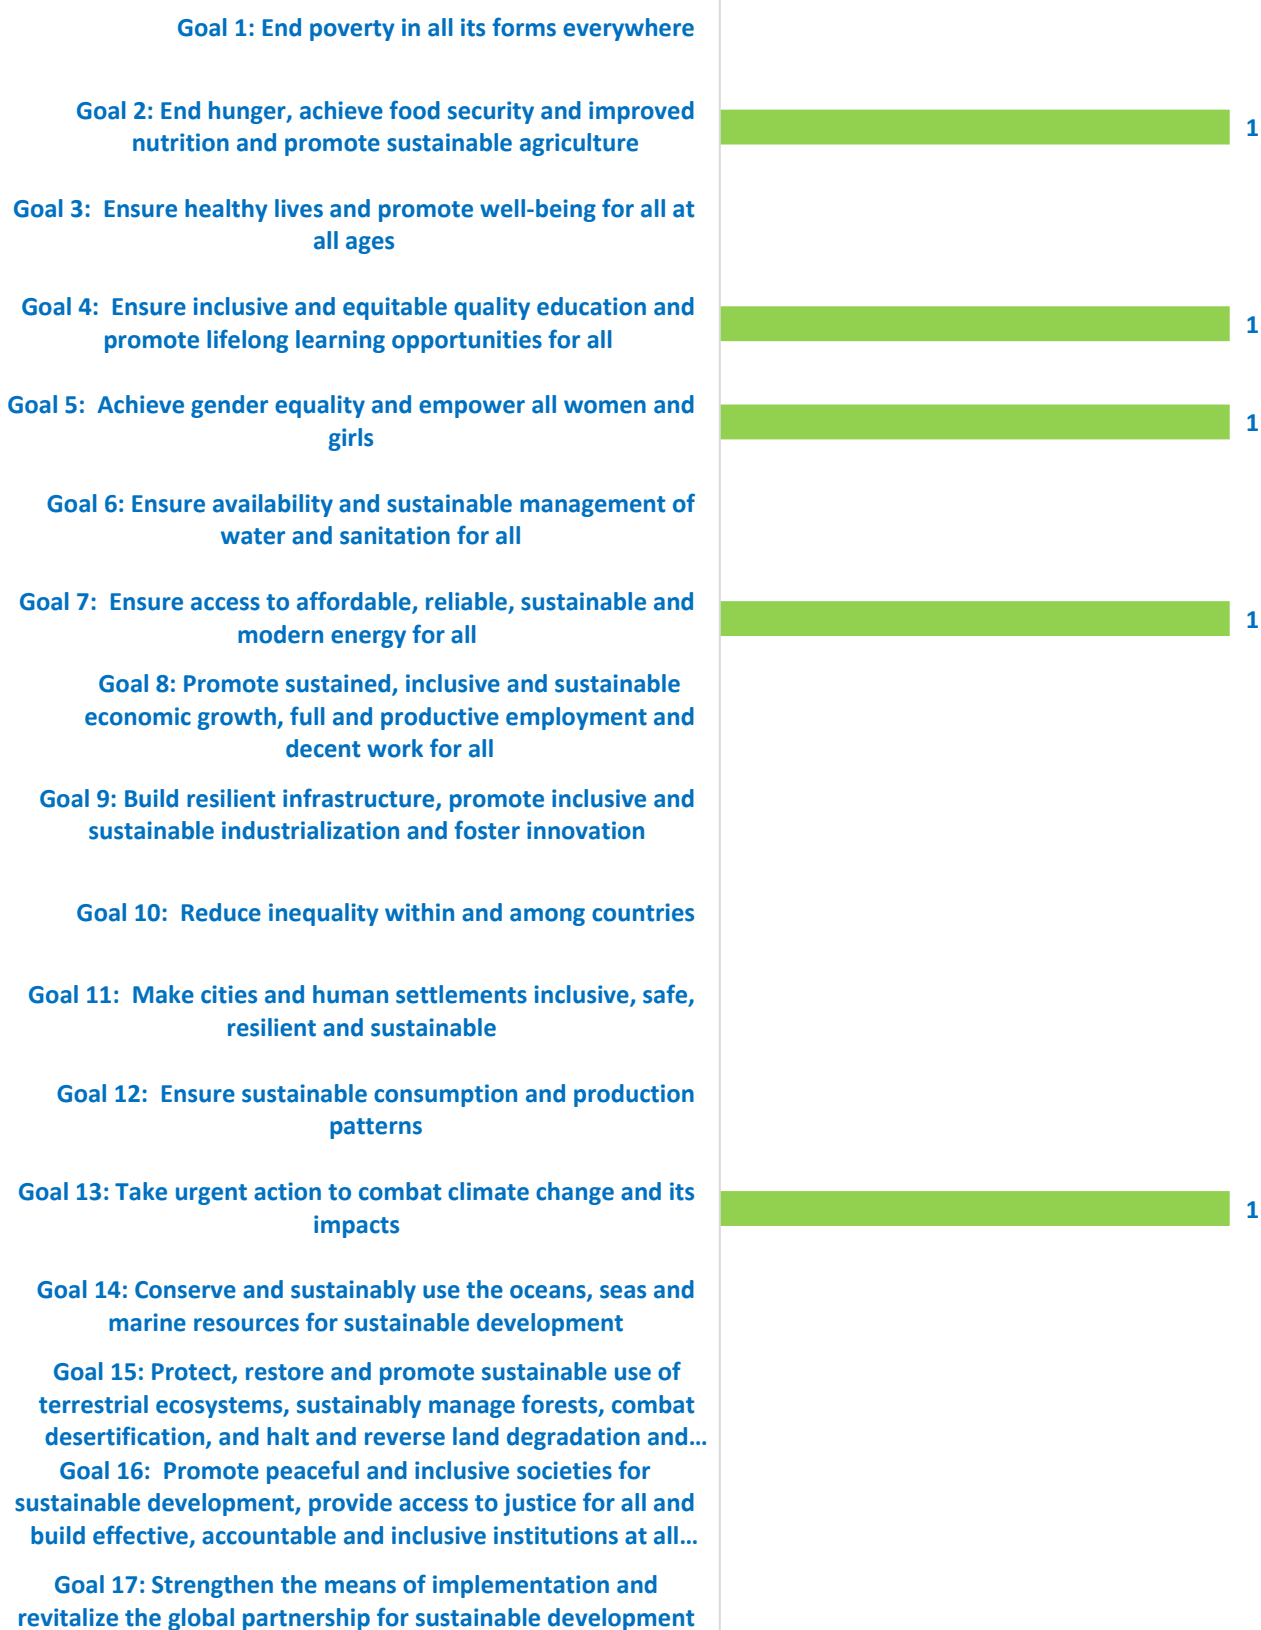 Goal 1: End poverty in all its forms everywhere
Goal 2: End hunger, achieve food security and improved
nutrition and promote sustainable agriculture
1
Goal 3:  Ensure healthy lives and promote well-being for all at
all ages
Goal 4:  Ensure inclusive and equitable quality education and
promote lifelong learning opportunities for all
1
Goal 5:  Achieve gender equality and empower all women and
girls
1
Goal 6: Ensure availability and sustainable management of
water and sanitation for all
Goal 7:  Ensure access to affordable, reliable, sustainable and
modern energy for all
1
Goal 8: Promote sustained, inclusive and sustainable
economic growth, full and productive employment and
decent work for all
Goal 9: Build resilient infrastructure, promote inclusive and
sustainable industrialization and foster innovation
Goal 10:  Reduce inequality within and among countries
Goal 11:  Make cities and human settlements inclusive, safe,
resilient and sustainable
Goal 12:  Ensure sustainable consumption and production
patterns
Goal 13: Take urgent action to combat climate change and its
impacts
1
Goal 14: Conserve and sustainably use the oceans, seas and
marine resources for sustainable development
Goal 15: Protect, restore and promote sustainable use of
terrestrial ecosystems, sustainably manage forests, combat
desertification, and halt and reverse land degradation and…
Goal 16:  Promote peaceful and inclusive societies for
sustainable development, provide access to justice for all and
build effective, accountable and inclusive institutions at all…
Goal 17: Strengthen the means of implementation and
revitalize the global partnership for sustainable development